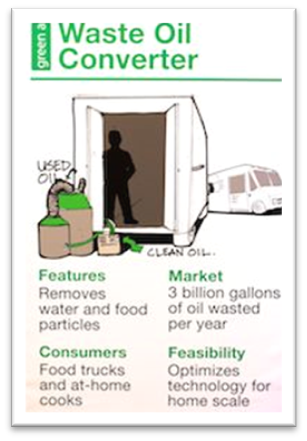 green a
Waste Oil
Converter
USED
OIL
CLEAN OIL.
Features
Removes
water and food
particles
Market
3 billion gallons
of oil wasted
per year
Consumers
Food trucks
and at-home
cooks
Feasibility
Optimizes
technology for
home scale